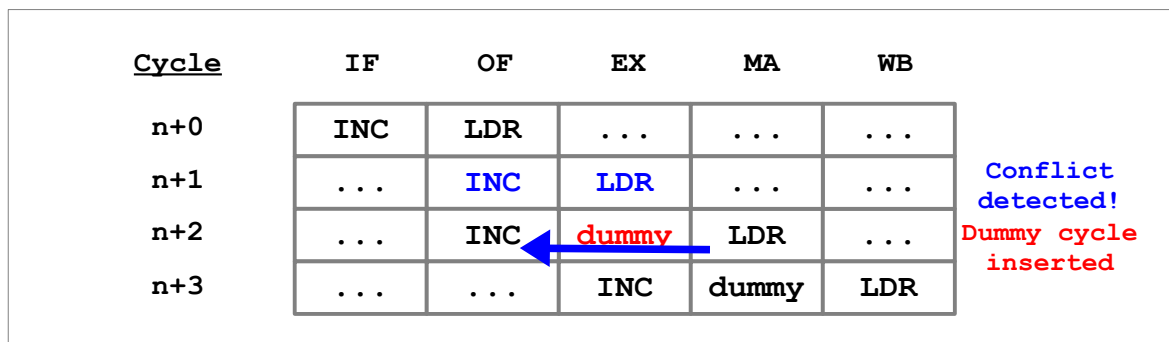 Cycle IF OF EX MA WB
n+0 INC LDR ... ... ...
n+1 ... INC LDR ... ... Conflict
detected!
n+2 ... INC dummy LDR ... Dummy cycle
inserted
n+3 ... ... INC dummy LDR